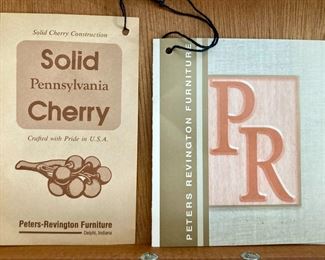 Solid Cherry Construction
Solid
Pennsylvania
Cherry
Crafted with Pride in U.S.A.
Peters-Revington Furniture
Delphi, Indiana
PETERS REVINGTON FURNITURE
PR